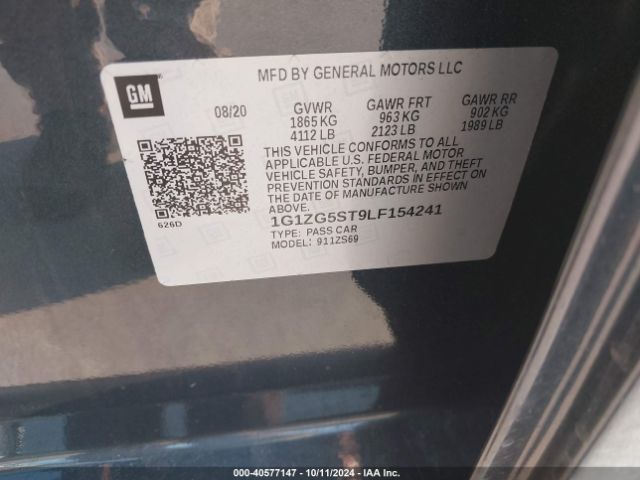 MFD BY GENERAL MOTORS LLC
GM
08/20
GVWR GAWR FRT GAWR RR
1865 KG 963 KG 902 KG
4112 LB 2123 LB 1989 LB
THIS VEHICLE CONFORMS TO ALL
APPLICABLE U.S. FEDERAL MOTOR
VEHICLE SAFETY, BUMPER, AND THEFT
PREVENTION STANDARDS IN EFFECT ON
THE DATE OF MANUFACTURE SHOWN
ABOVE.
1G1ZG5ST9LF154241
TYPE: PASS CAR
MODEL: 911ZS69
626D
000-40577147 - 10/11/2024 - IAA Inc.